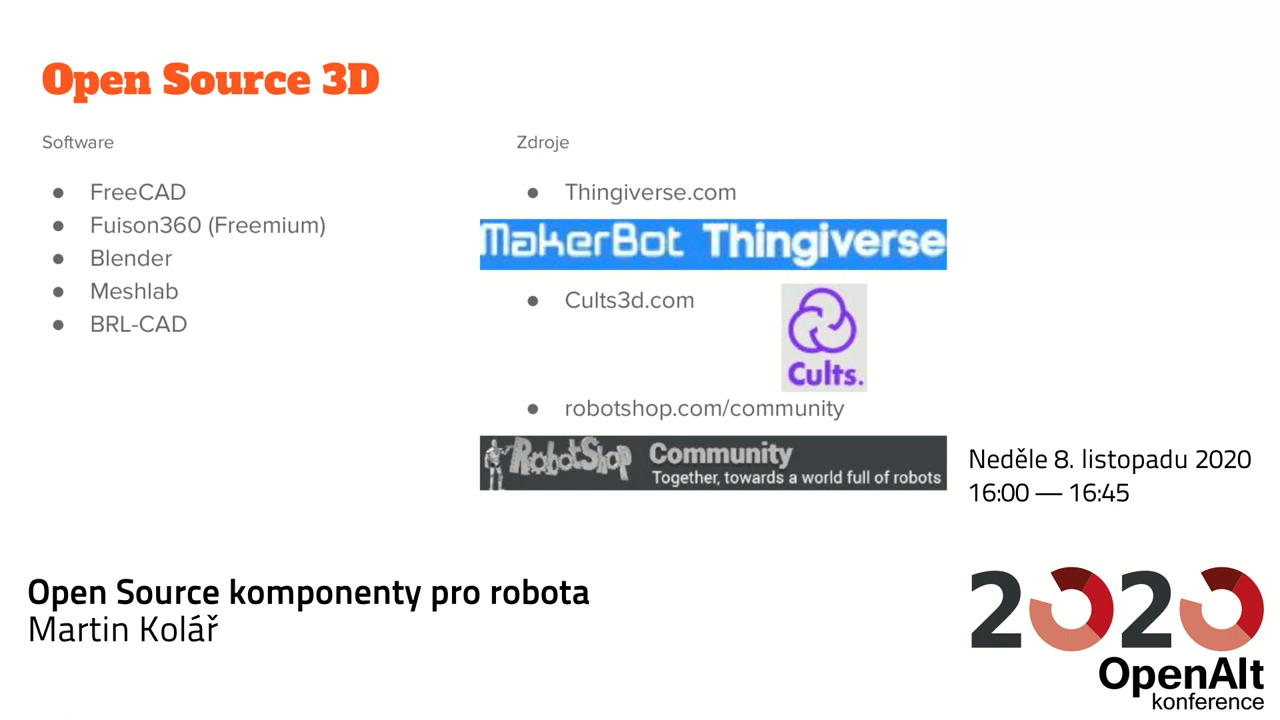 Open Source 3D
Software
● FreeCAD
● Fuison360 (Freemium)
● Blender
● Meshlab
● BRL-CAD
Zdroje
● Thingiverse.com
MakerBot Thingiverse
● Cults3d.com
Cults.
● robotshop.com/community
RobotShop Community
Together, towards a world full of robots
Neděle 8. listopadu 2020
16:00 — 16:45
Open Source komponenty pro robota
Martin Kolář
2020
OpenAlt
konference